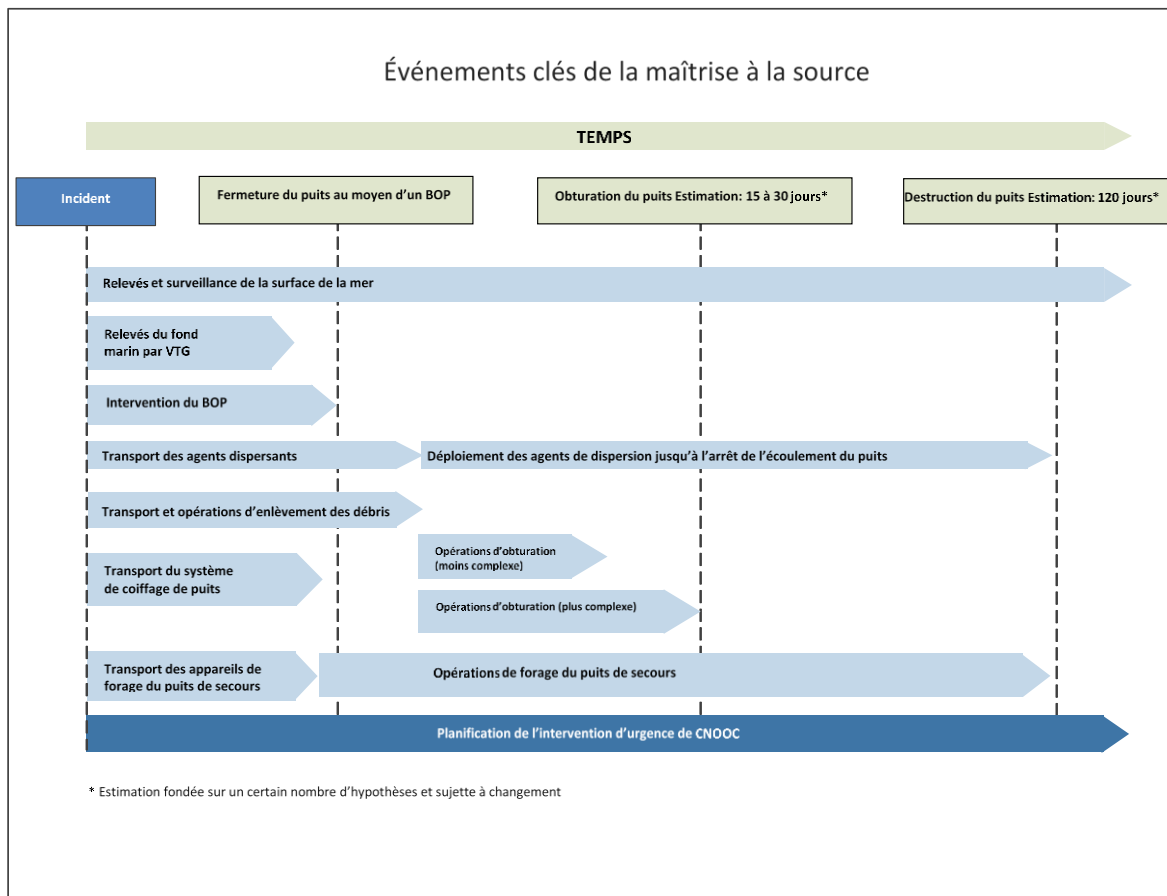 Événements clés de la maîtrise à la source
TEMPS
Incident
Fermeture du puits au moyen d’un BOP
Obturation du puits Estimation: 15 à 30 jours*
Destruction du puits Estimation: 120 jours*
Relevés et surveillance de la surface de la mer
Relevés du fond
marin par VTG
Intervention du BOP
Transport des agents dispersants
Déploiement des agents de dispersion jusqu’à l’arrêt de l’écoulement du puits
Transport et opérations d’enlèvement des débris
Opérations d’obturation
(moins complexe)
Transport du système
de coiffage de puits
Opérations d’obturation (plus complexe)
Transport des appareils de
forage du puits de secours
Opérations de forage du puits de secours
Planification de l’intervention d’urgence de CNOOC
* Estimation fondée sur un certain nombre d’hypothèses et sujette à changement